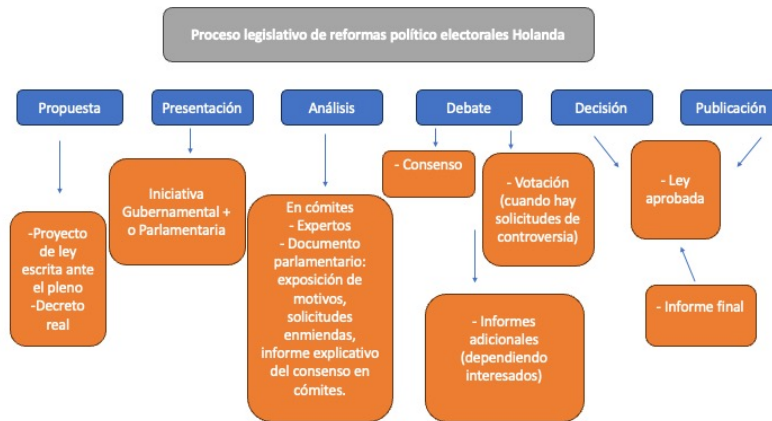 Proceso legislativo de reformas político electorales Holanda
Propuesta
Presentación
Análisis
Debate
Decisión
Publicación
-Proyecto
de ley
escrita ante
el pleno
-Decreto
real
Iniciativa
Gubernamental +
o Parlamentaria
En cómites
- Expertos
- Documento
parlamentario:
exposición de
motivos,
solicitudes
enmiendas,
informe explicativo
del consenso en
cómites.
- Consenso
- Votación
(cuando hay
solicitudes de
controversia)
- Informes
adicionales
(dependiendo
interesados)
- Ley
aprobada
- Informe final